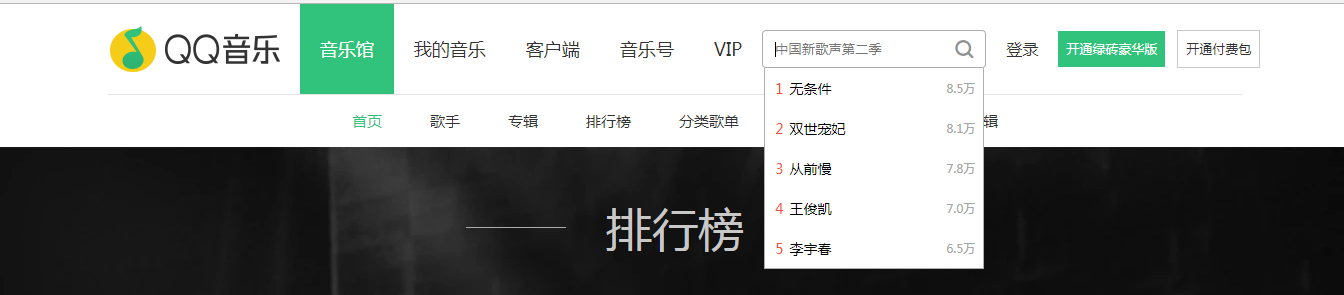 QQ音乐 音乐馆 我的音乐 客户端 音乐号 VIP 中国新歌声第二季 登录 开通绿砖豪华版 开通付费包
1 无条件 8.5万
首页 歌手 专辑 排行榜 分类歌单 辑
2 双世宠妃 8.1万
3 从前慢 7.8万
4 王俊凯 7.0万
排行榜
5 李宇春 6.5万